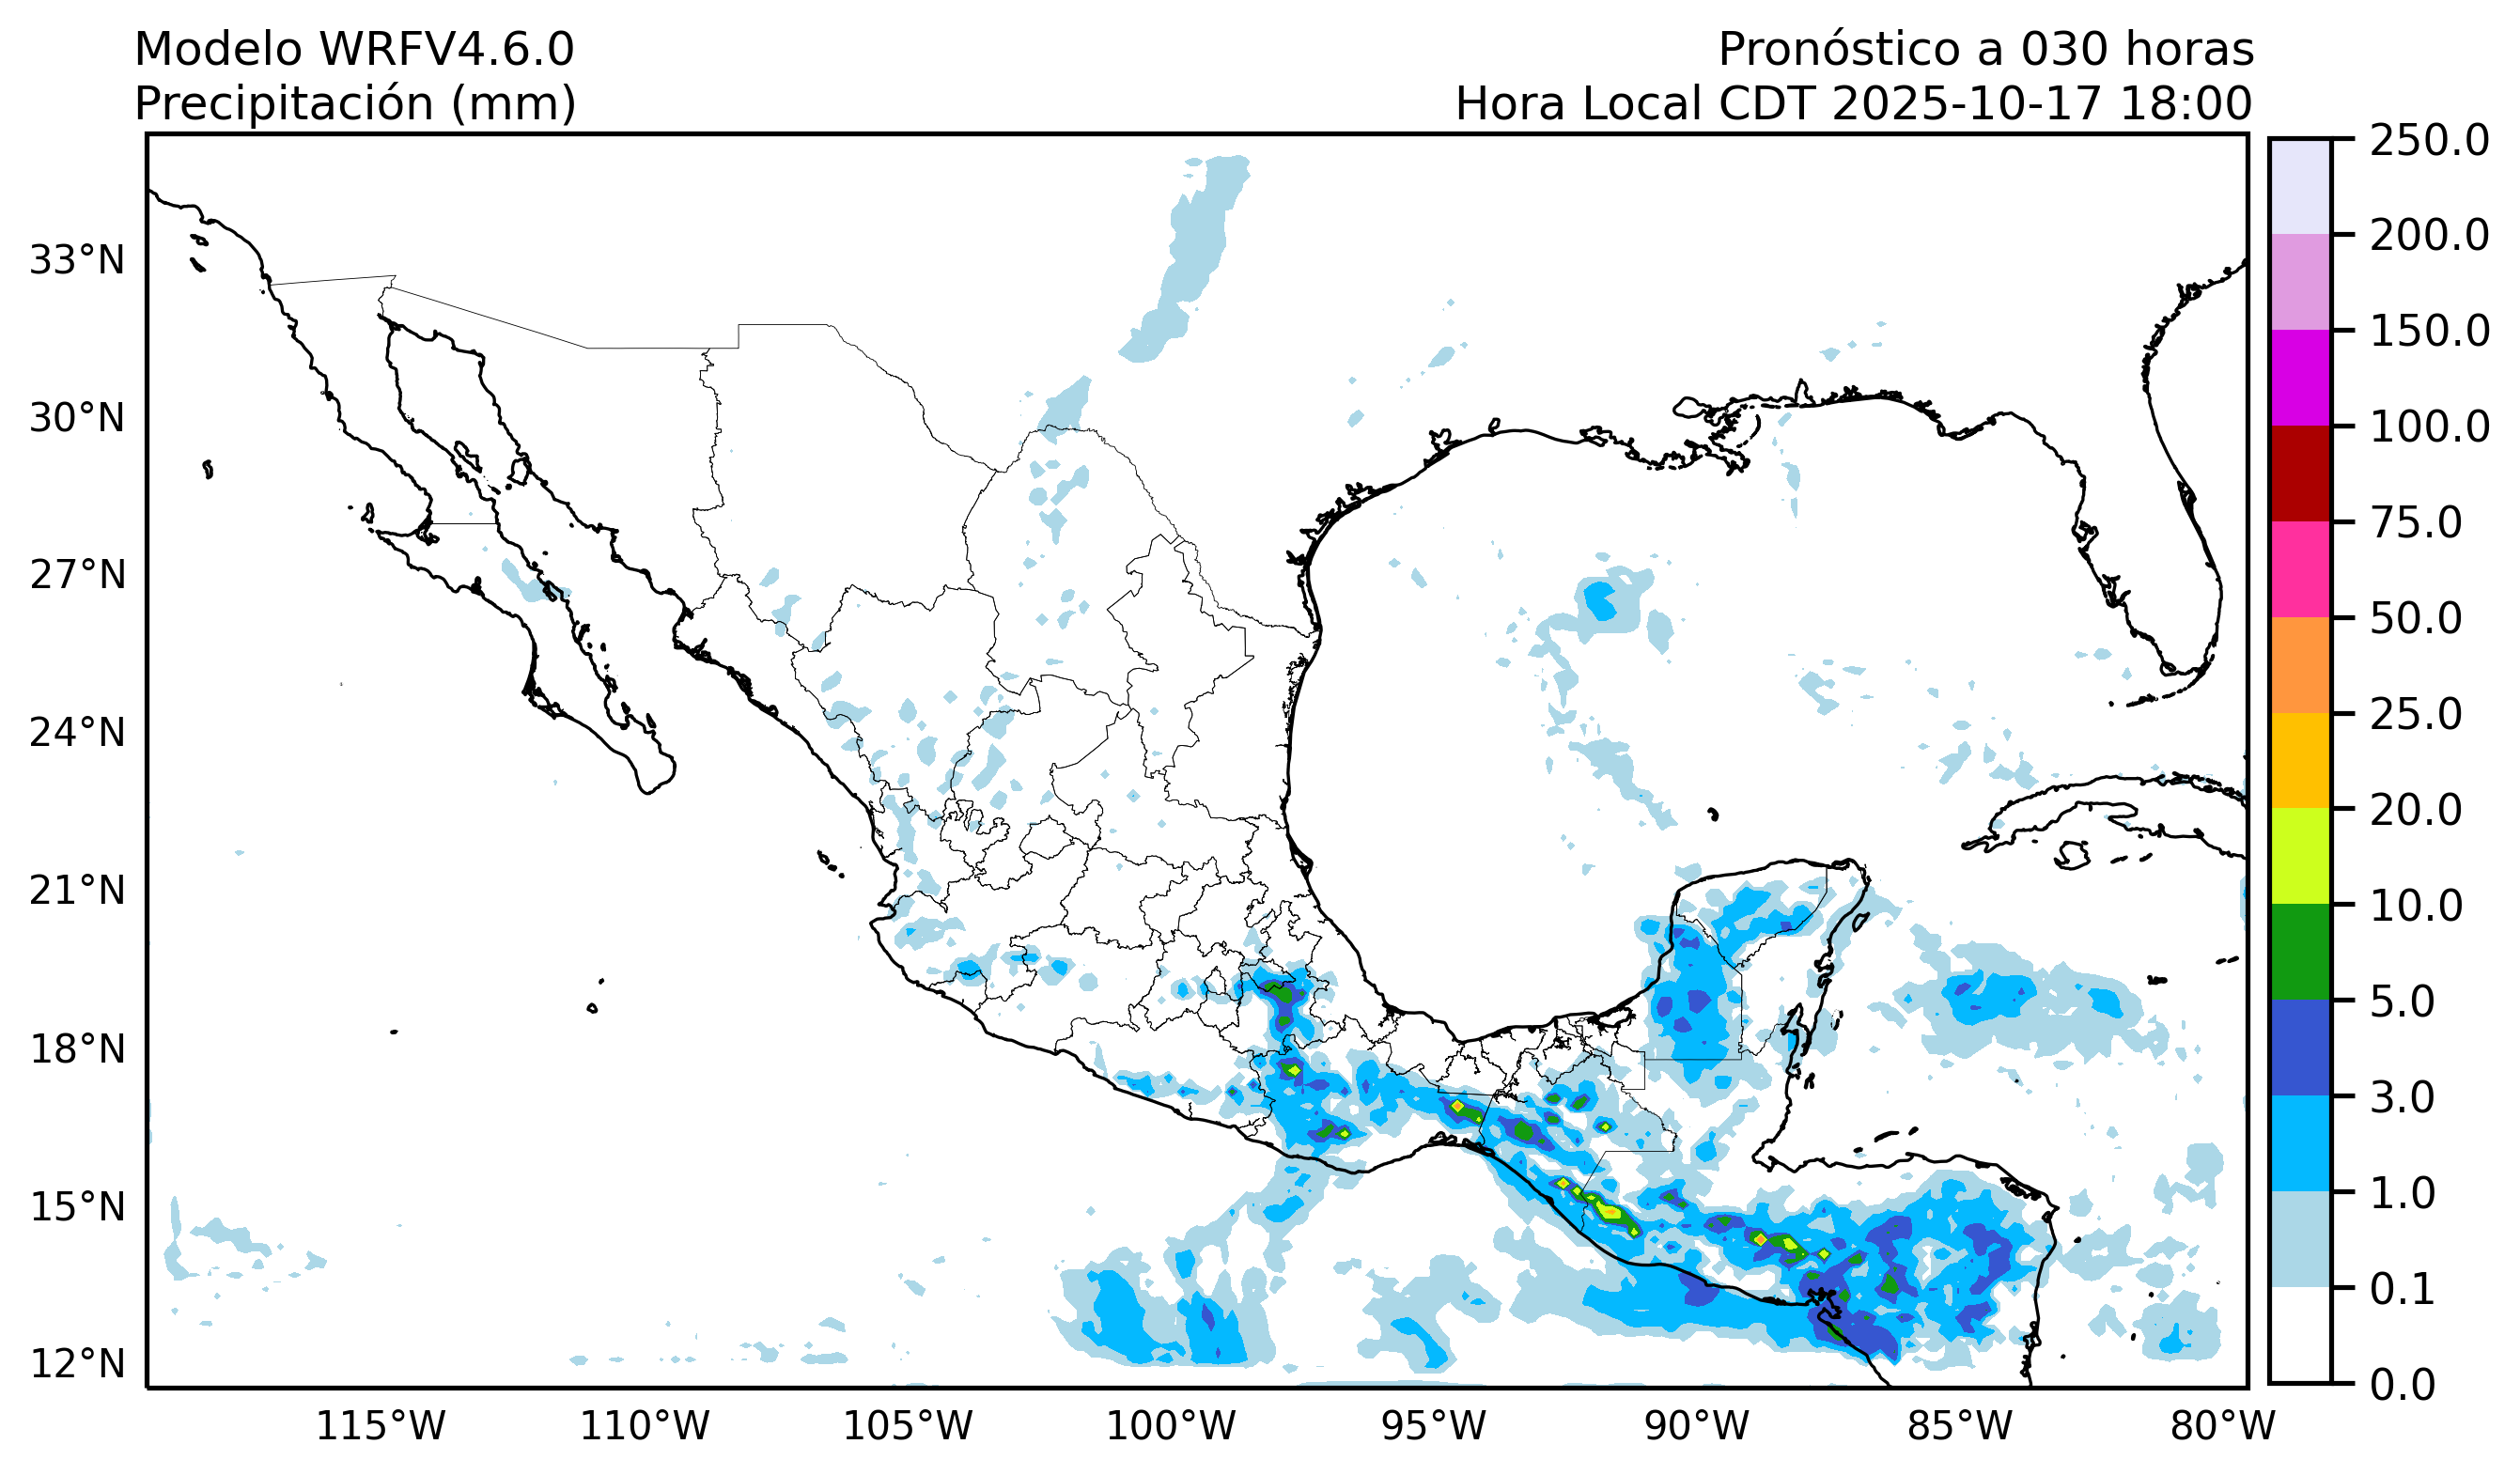 Modelo WRFV4.6.0
Precipitación (mm)
Pronóstico a 030 horas
Hora Local CDT 2025-10-17 18:00
33°N
30°N
27°N
24°N
21°N
18°N
15°N
12°N
115°W
110°W
105°W
100°W
95°W
90°W
85°W
80°W
250.0
200.0
150.0
100.0
75.0
50.0
25.0
20.0
10.0
5.0
3.0
1.0
0.1
0.0